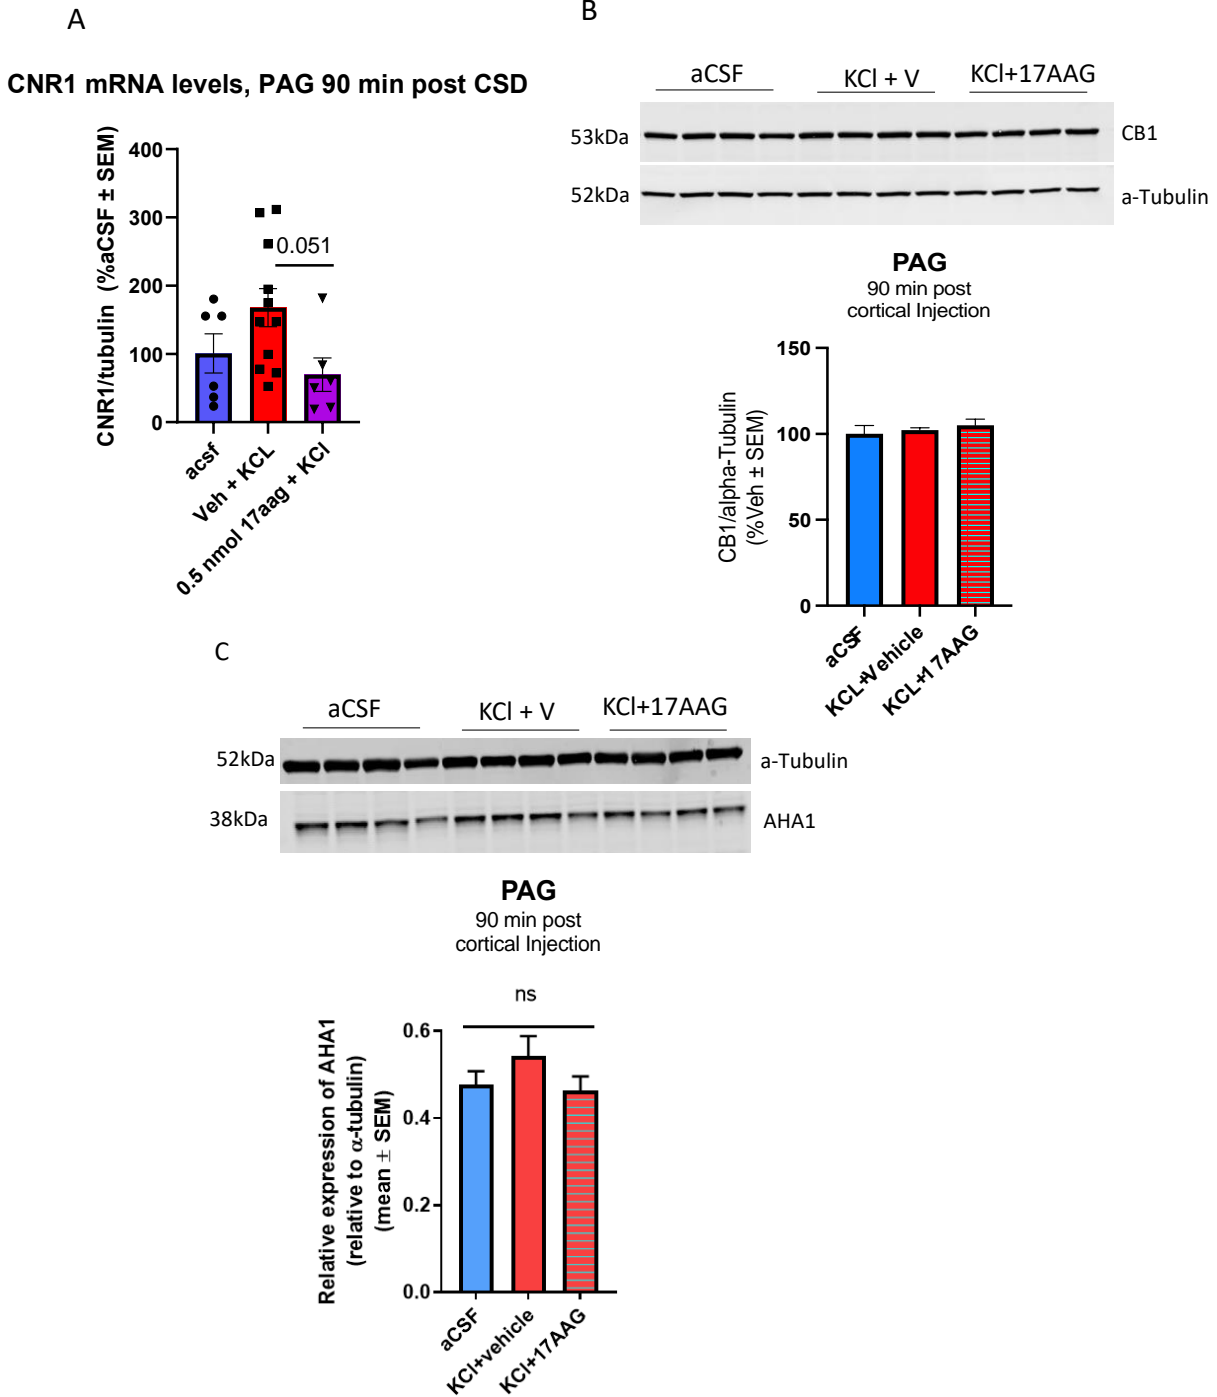 A
CNR1 mRNA levels, PAG 90 min post CSD
CNR1/tubulin (%aCSF ± SEM)
400
300
200
100
0
0.051
acsf
Veh + KCL
0.5 nmol 17aag + KCl
B
aCSF
KCl + V
KCl+17AAG
53kDa
CB1
52kDa
a-Tubulin
PAG
90 min post
cortical Injection
CB1/alpha-Tubulin
(%Veh ± SEM)
150
100
50
0
aCSF
KCL+Vehicle
KCL+17AAG
C
aCSF
KCl + V
KCl+17AAG
52kDa
a-Tubulin
38kDa
AHA1
PAG
90 min post
cortical Injection
ns
Relative expression of AHA1
(relative to α-tubulin)
(mean ± SEM)
0.6
0.4
0.2
0.0
aCSF
KCl+vehicle
KCl+17AAG